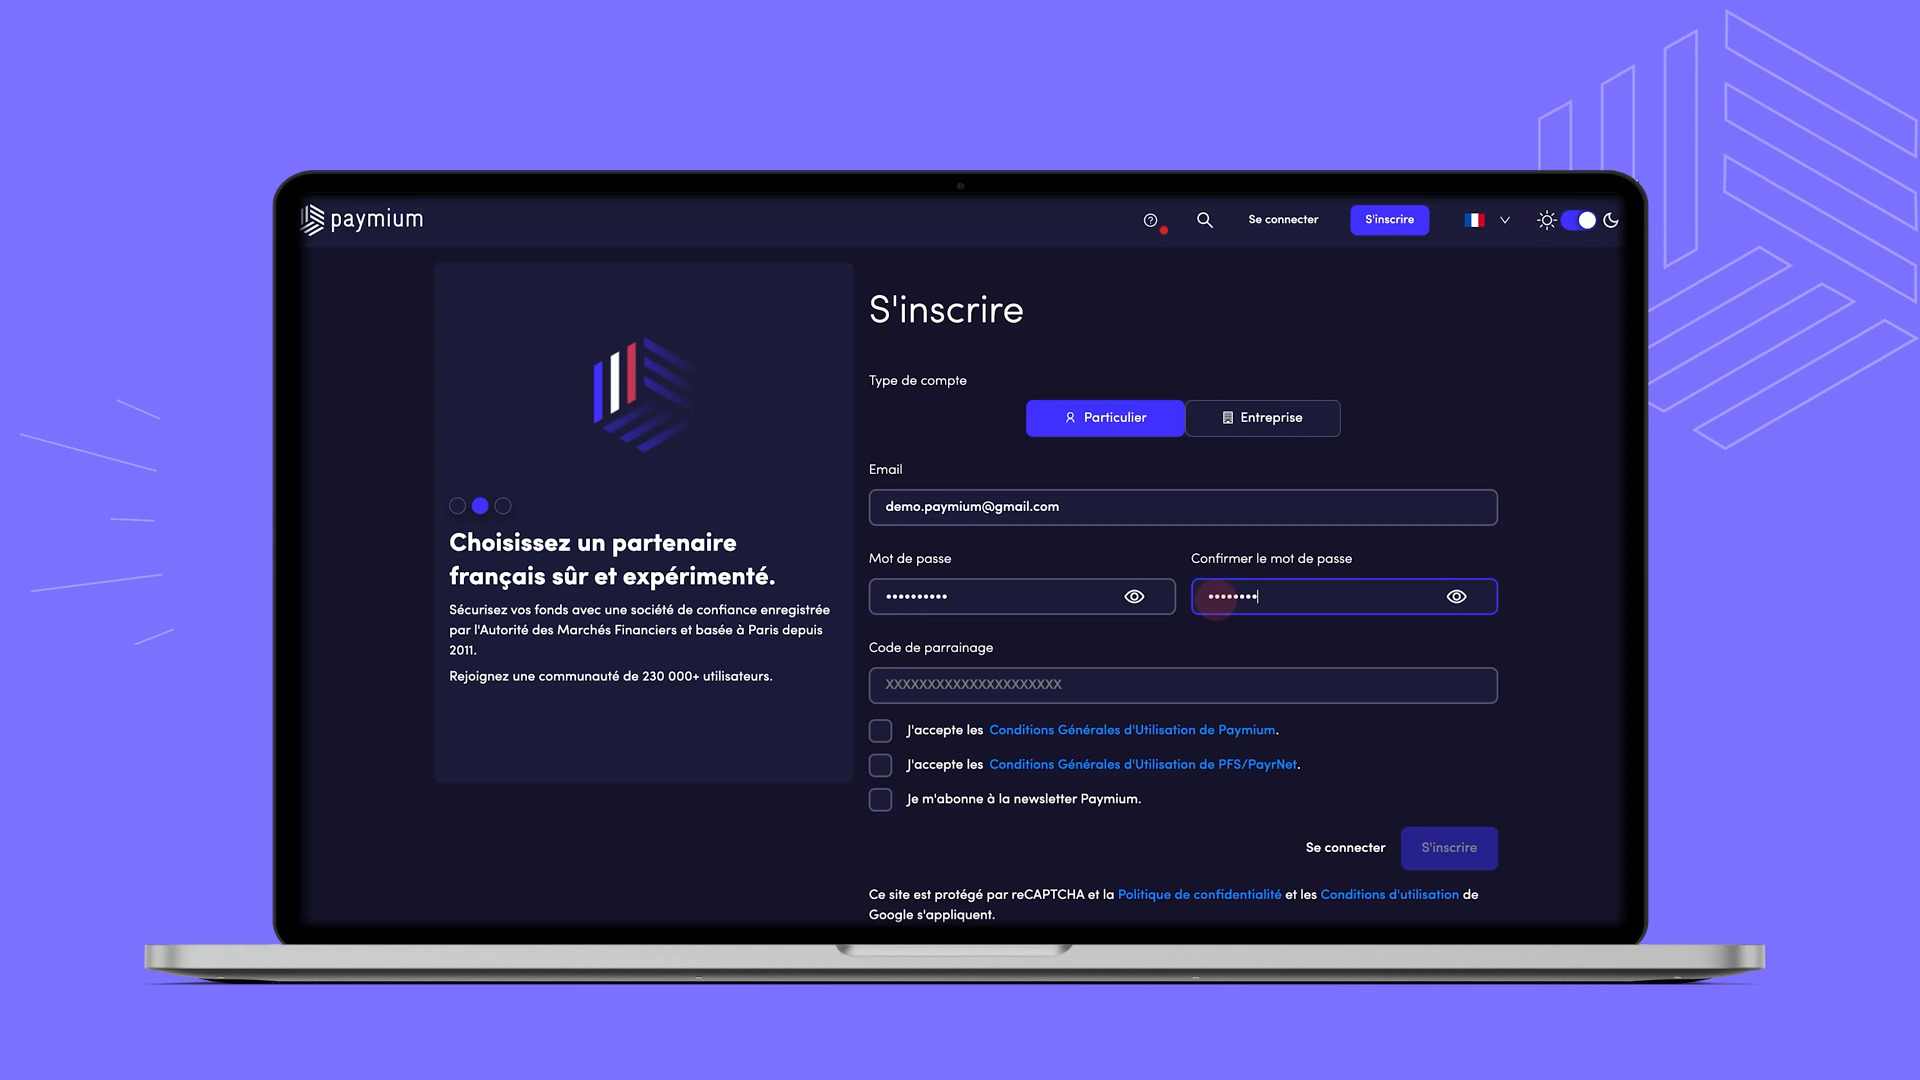 paymium
Se connecter
S'inscrire
Choisissez un partenaire
français sûr et expérimenté.
Sécurisez vos fonds avec une société de confiance enregistrée
par l'Autorité des Marchés Financiers et basée à Paris depuis
2011.
Rejoignez une communauté de 230 000+ utilisateurs.
S'inscrire
Type de compte
Particulier
Entreprise
Email
demo.paymium@gmail.com
Mot de passe
Confirmer le mot de passe
••••••••••
••••••••
Code de parrainage
XXXXXXXXXXXXXXXXXXXXX
J'accepte les Conditions Générales d'Utilisation de Paymium.
J'accepte les Conditions Générales d'Utilisation de PFS/PayrNet.
Je m'abonne à la newsletter Paymium.
Se connecter
S'inscrire
Ce site est protégé par reCAPTCHA et la Politique de confidentialité et les Conditions d'utilisation de
Google s'appliquent.